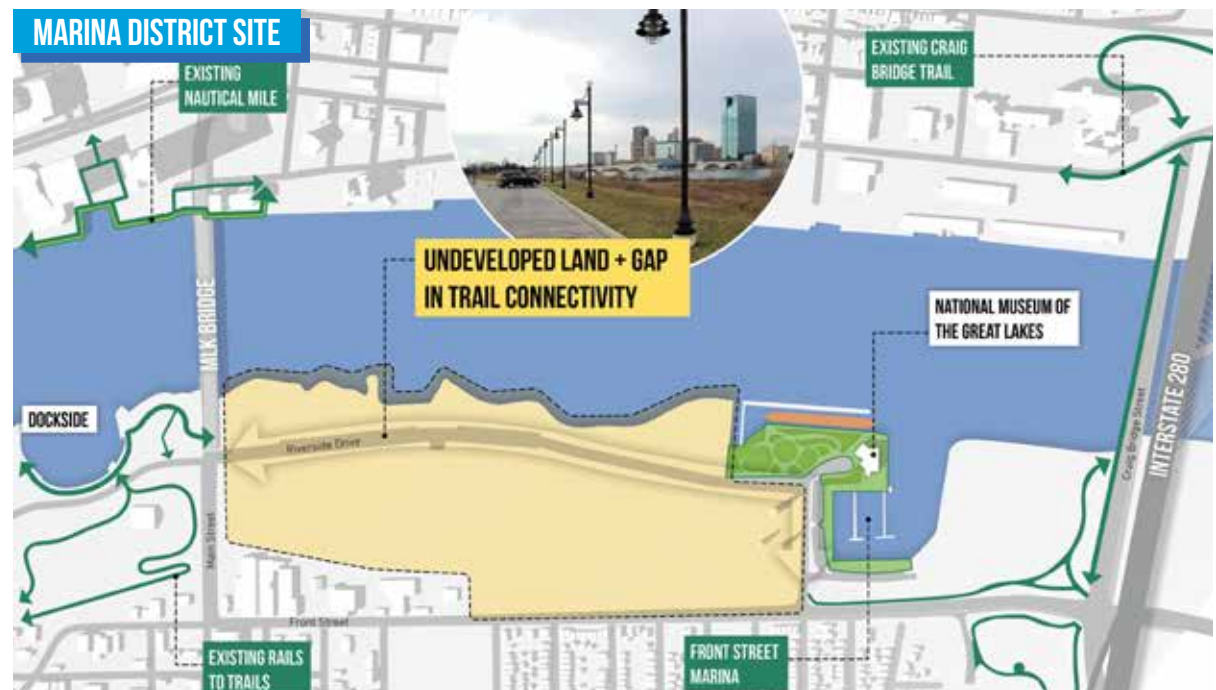 MARINA DISTRICT SITE
EXISTING
NAUTICAL MILE
EXISTING CRAIG
BRIDGE TRAIL
UNDEVELOPED LAND + GAP
IN TRAIL CONNECTIVITY
NATIONAL MUSEUM OF
THE GREAT LAKES
MLK BRIDGE
INTERSTATE 280
Craig Bridge Street
DOCKSIDE
Riverside Drive
Main Street
Front Street
EXISTING RAILS
TO TRAILS
FRONT STREET
MARINA